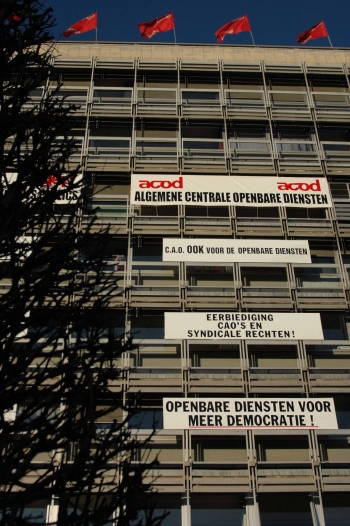 acod acod
ALGEMENE CENTRALE OPENBARE DIENSTEN
C.A.O. OOK VOOR DE OPENBARE DIENSTEN
EERBIEDIGING
CAO'S EN
SYNDICALE RECHTEN!
OPENBARE DIENSTEN VOOR
MEER DEMOCRATIE!